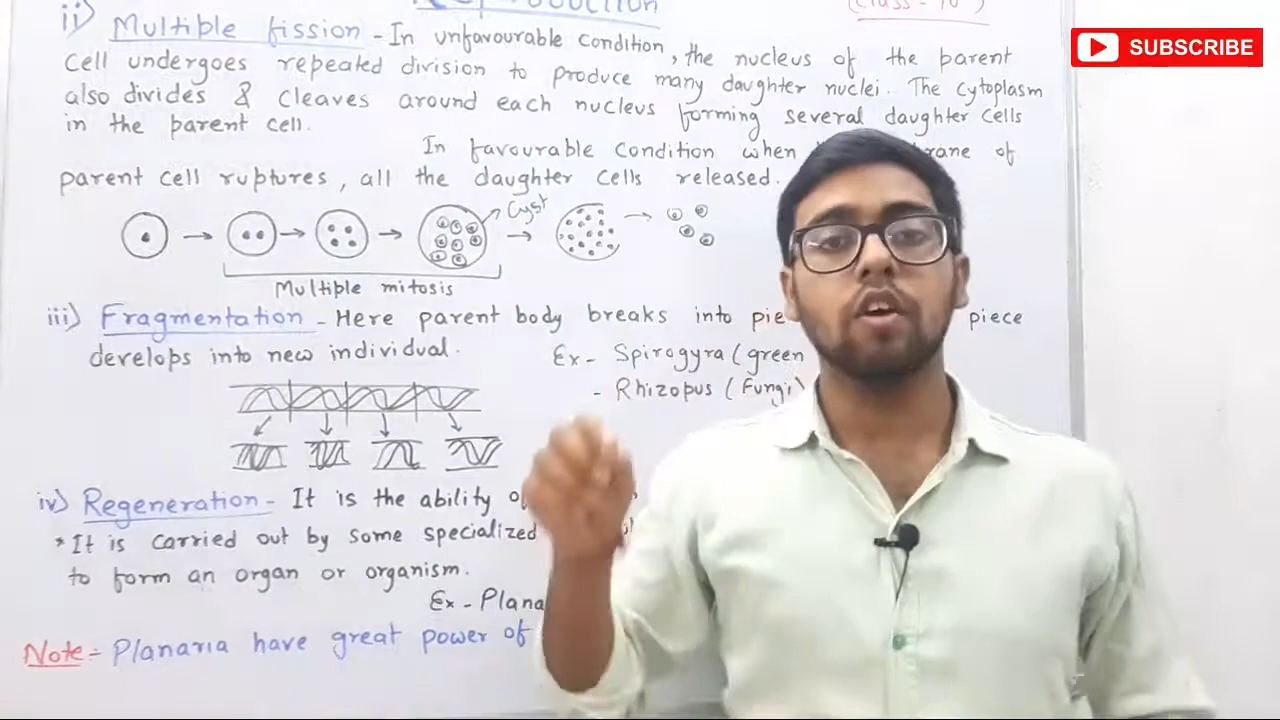 (Class-10
SUBSCRIBE
ii) Multiple fission - In unfavourable condition, the nucleus of the parent
cell undergoes repeated division to produce many daughter nuclei. The cytoplasm
also divides & cleaves around each nucleus forming several daughter cells
in the parent cell.
In favourable condition when of
parent cell ruptures, all the daughter cells released.
Cyst
Multiple mitosis
iii) Fragmentation - Here parent body breaks into piece
develops into new individual.
Ex - Spirogyra (green
- Rhizopus (Fungi)
iv) Regeneration - It is the ability
* It is carried out by some specialized
to form an organ or organism.
Ex - Plana
Note:- Planaria have great power of